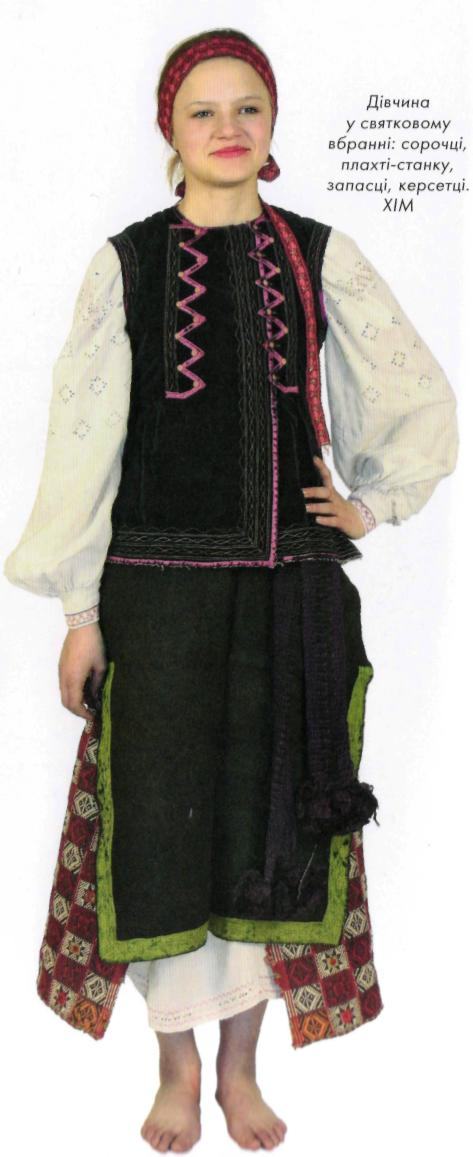 Дівчина
у святковому
вбранні: сорочці,
плахті-станку,
запасці, керсетці.
ХІМ